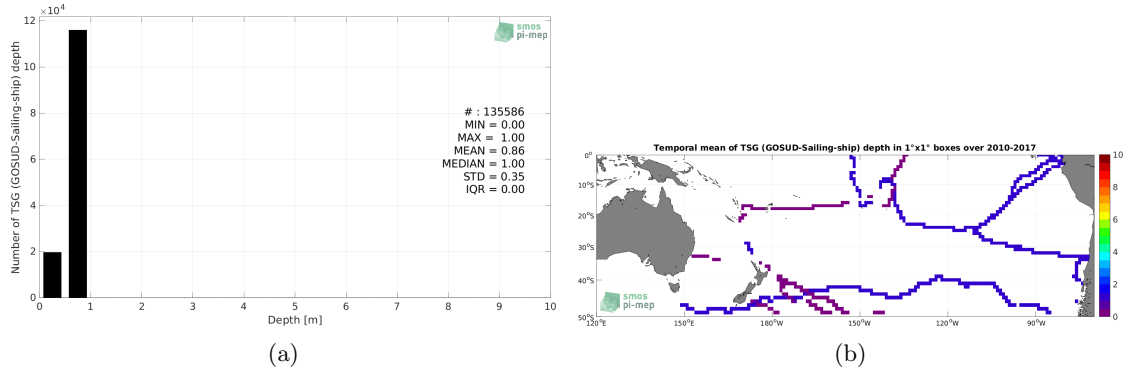 ×10⁴
12
10
8
6
4
2
0
Number of TSG (GOSUD-Sailing-ship) depth
0 1 2 3 4 5 6 7 8 9 10
Depth [m]
smos
pi-mep
# : 135586
MIN = 0.00
MAX = 1.00
MEAN = 0.86
MEDIAN = 1.00
STD = 0.35
IQR = 0.00
(a)
Temporal mean of TSG (GOSUD-Sailing-ship) depth in 1°x1° boxes over 2010-2017
0°
10°S
20°S
30°S
40°S
50°S
120°E 150°E 180°W 150°W 120°W 90°W
smos
pi-mep
10
8
6
4
2
0
(b)